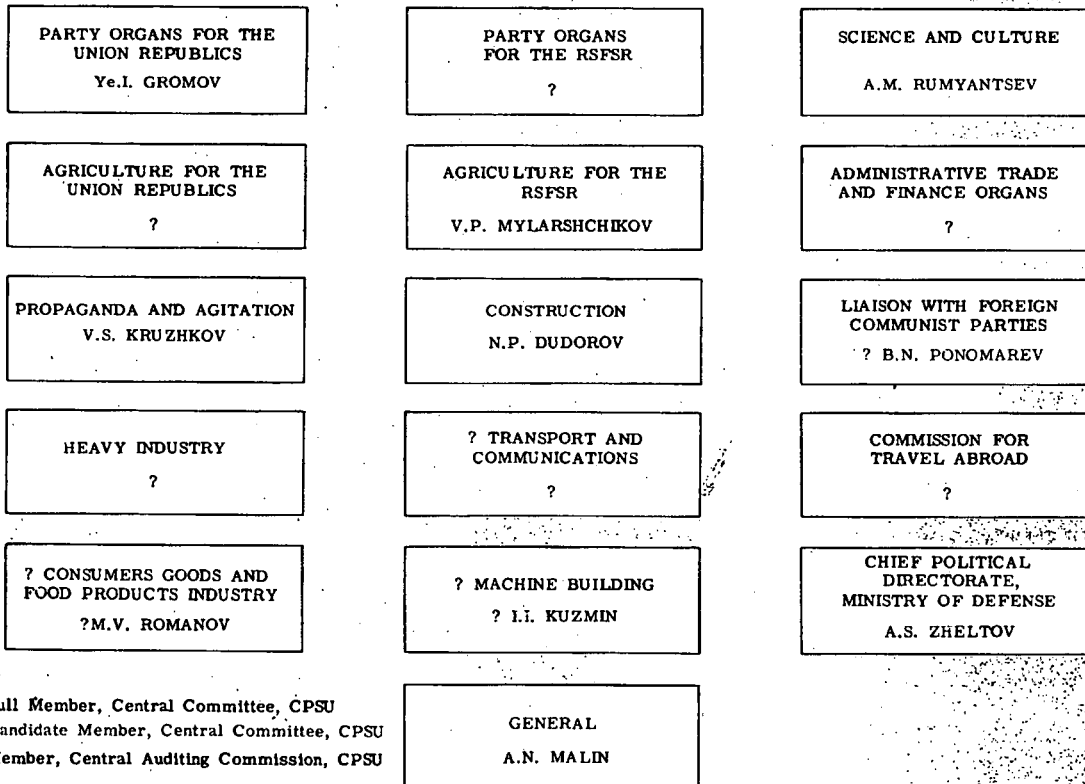 PARTY ORGANS FOR THE
UNION REPUBLICS
Ye.I. GROMOV
PARTY ORGANS
FOR THE RSFSR
?
SCIENCE AND CULTURE
A.M. RUMYANTSEV
AGRICULTURE FOR THE
UNION REPUBLICS
?
AGRICULTURE FOR THE
RSFSR
V.P. MYLARSHCHIKOV
ADMINISTRATIVE TRADE
AND FINANCE ORGANS
?
PROPAGANDA AND AGITATION
V.S. KRUZHKOV
CONSTRUCTION
N.P. DUDOROV
LIAISON WITH FOREIGN
COMMUNIST PARTIES
? B.N. PONOMAREV
HEAVY INDUSTRY
?
? TRANSPORT AND
COMMUNICATIONS
?
COMMISSION FOR
TRAVEL ABROAD
?
? CONSUMERS GOODS AND
FOOD PRODUCTS INDUSTRY
?M.V. ROMANOV
? MACHINE BUILDING
? I.I. KUZMIN
CHIEF POLITICAL
DIRECTORATE,
MINISTRY OF DEFENSE
A.S. ZHELTOV
ull Member, Central Committee, CPSU
andidate Member, Central Committee, CPSU
ember, Central Auditing Commission, CPSU
GENERAL
A.N. MALIN